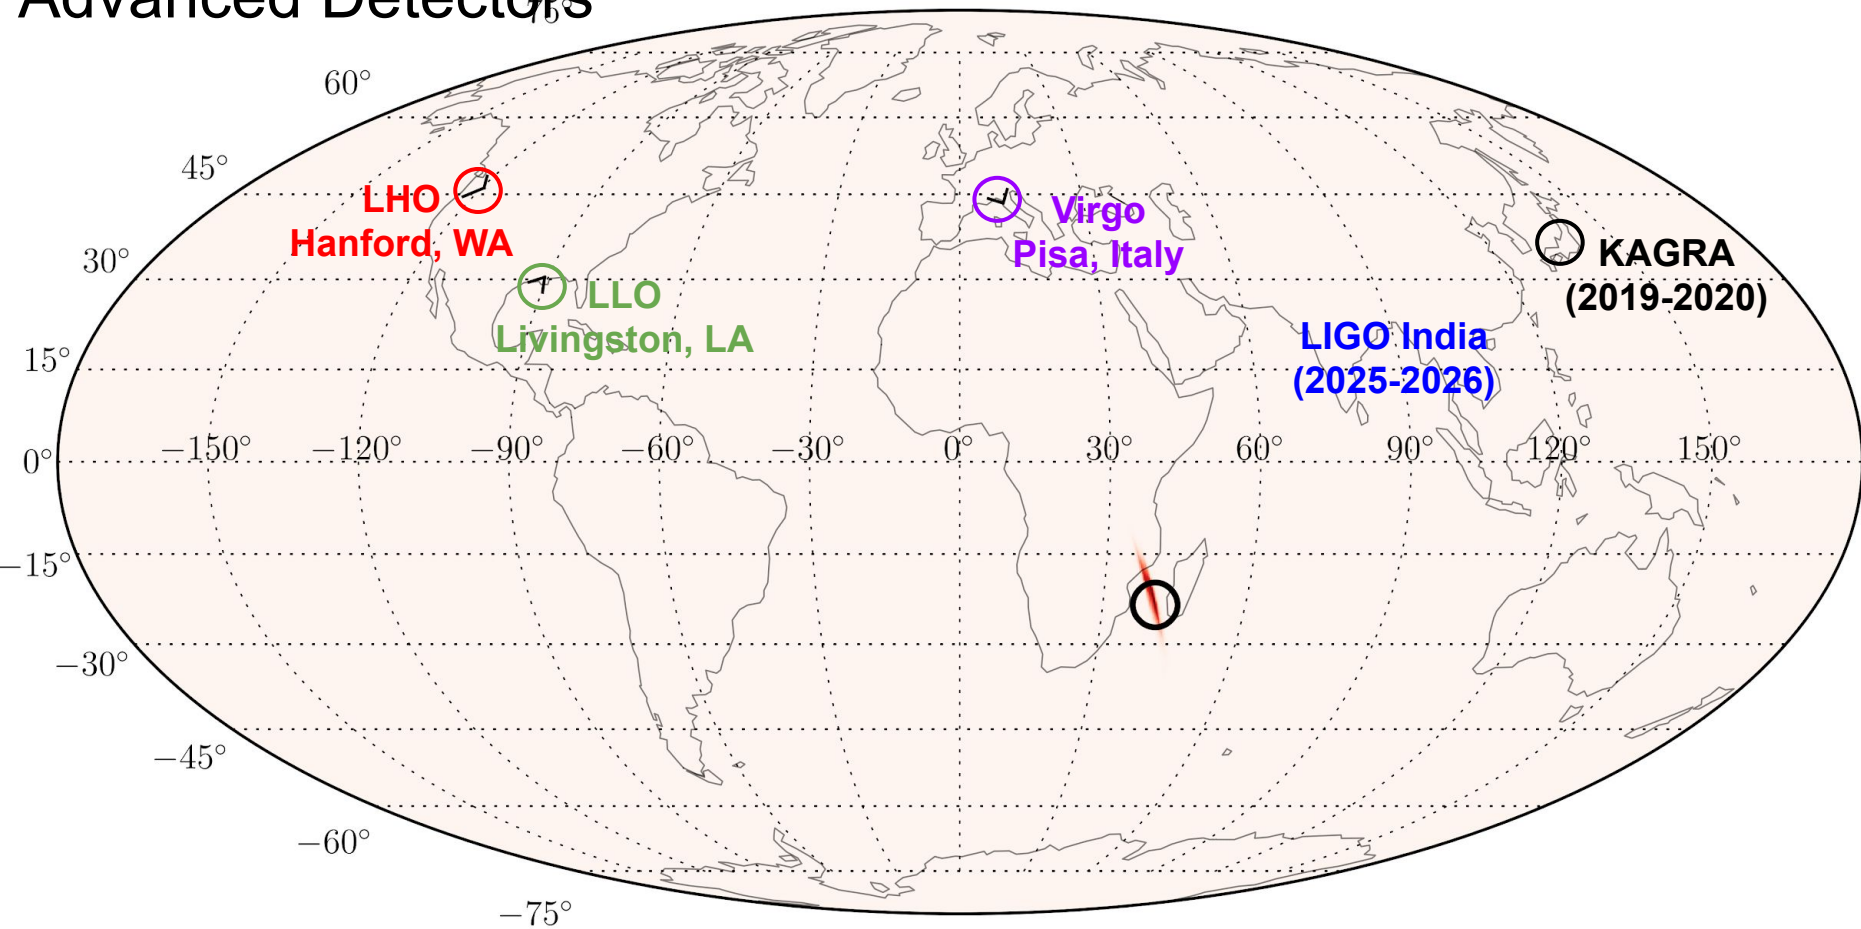 Advanced Detectors
75°
60°
45°
LHO
Hanford, WA
Virgo
Pisa, Italy
KAGRA
(2019-2020)
30°
LLO
Livingston, LA
LIGO India
(2025-2026)
15°
0°
−150°
−120°
−90°
−60°
−30°
0°
30°
60°
90°
120°
150°
−15°
−30°
−45°
−60°
−75°